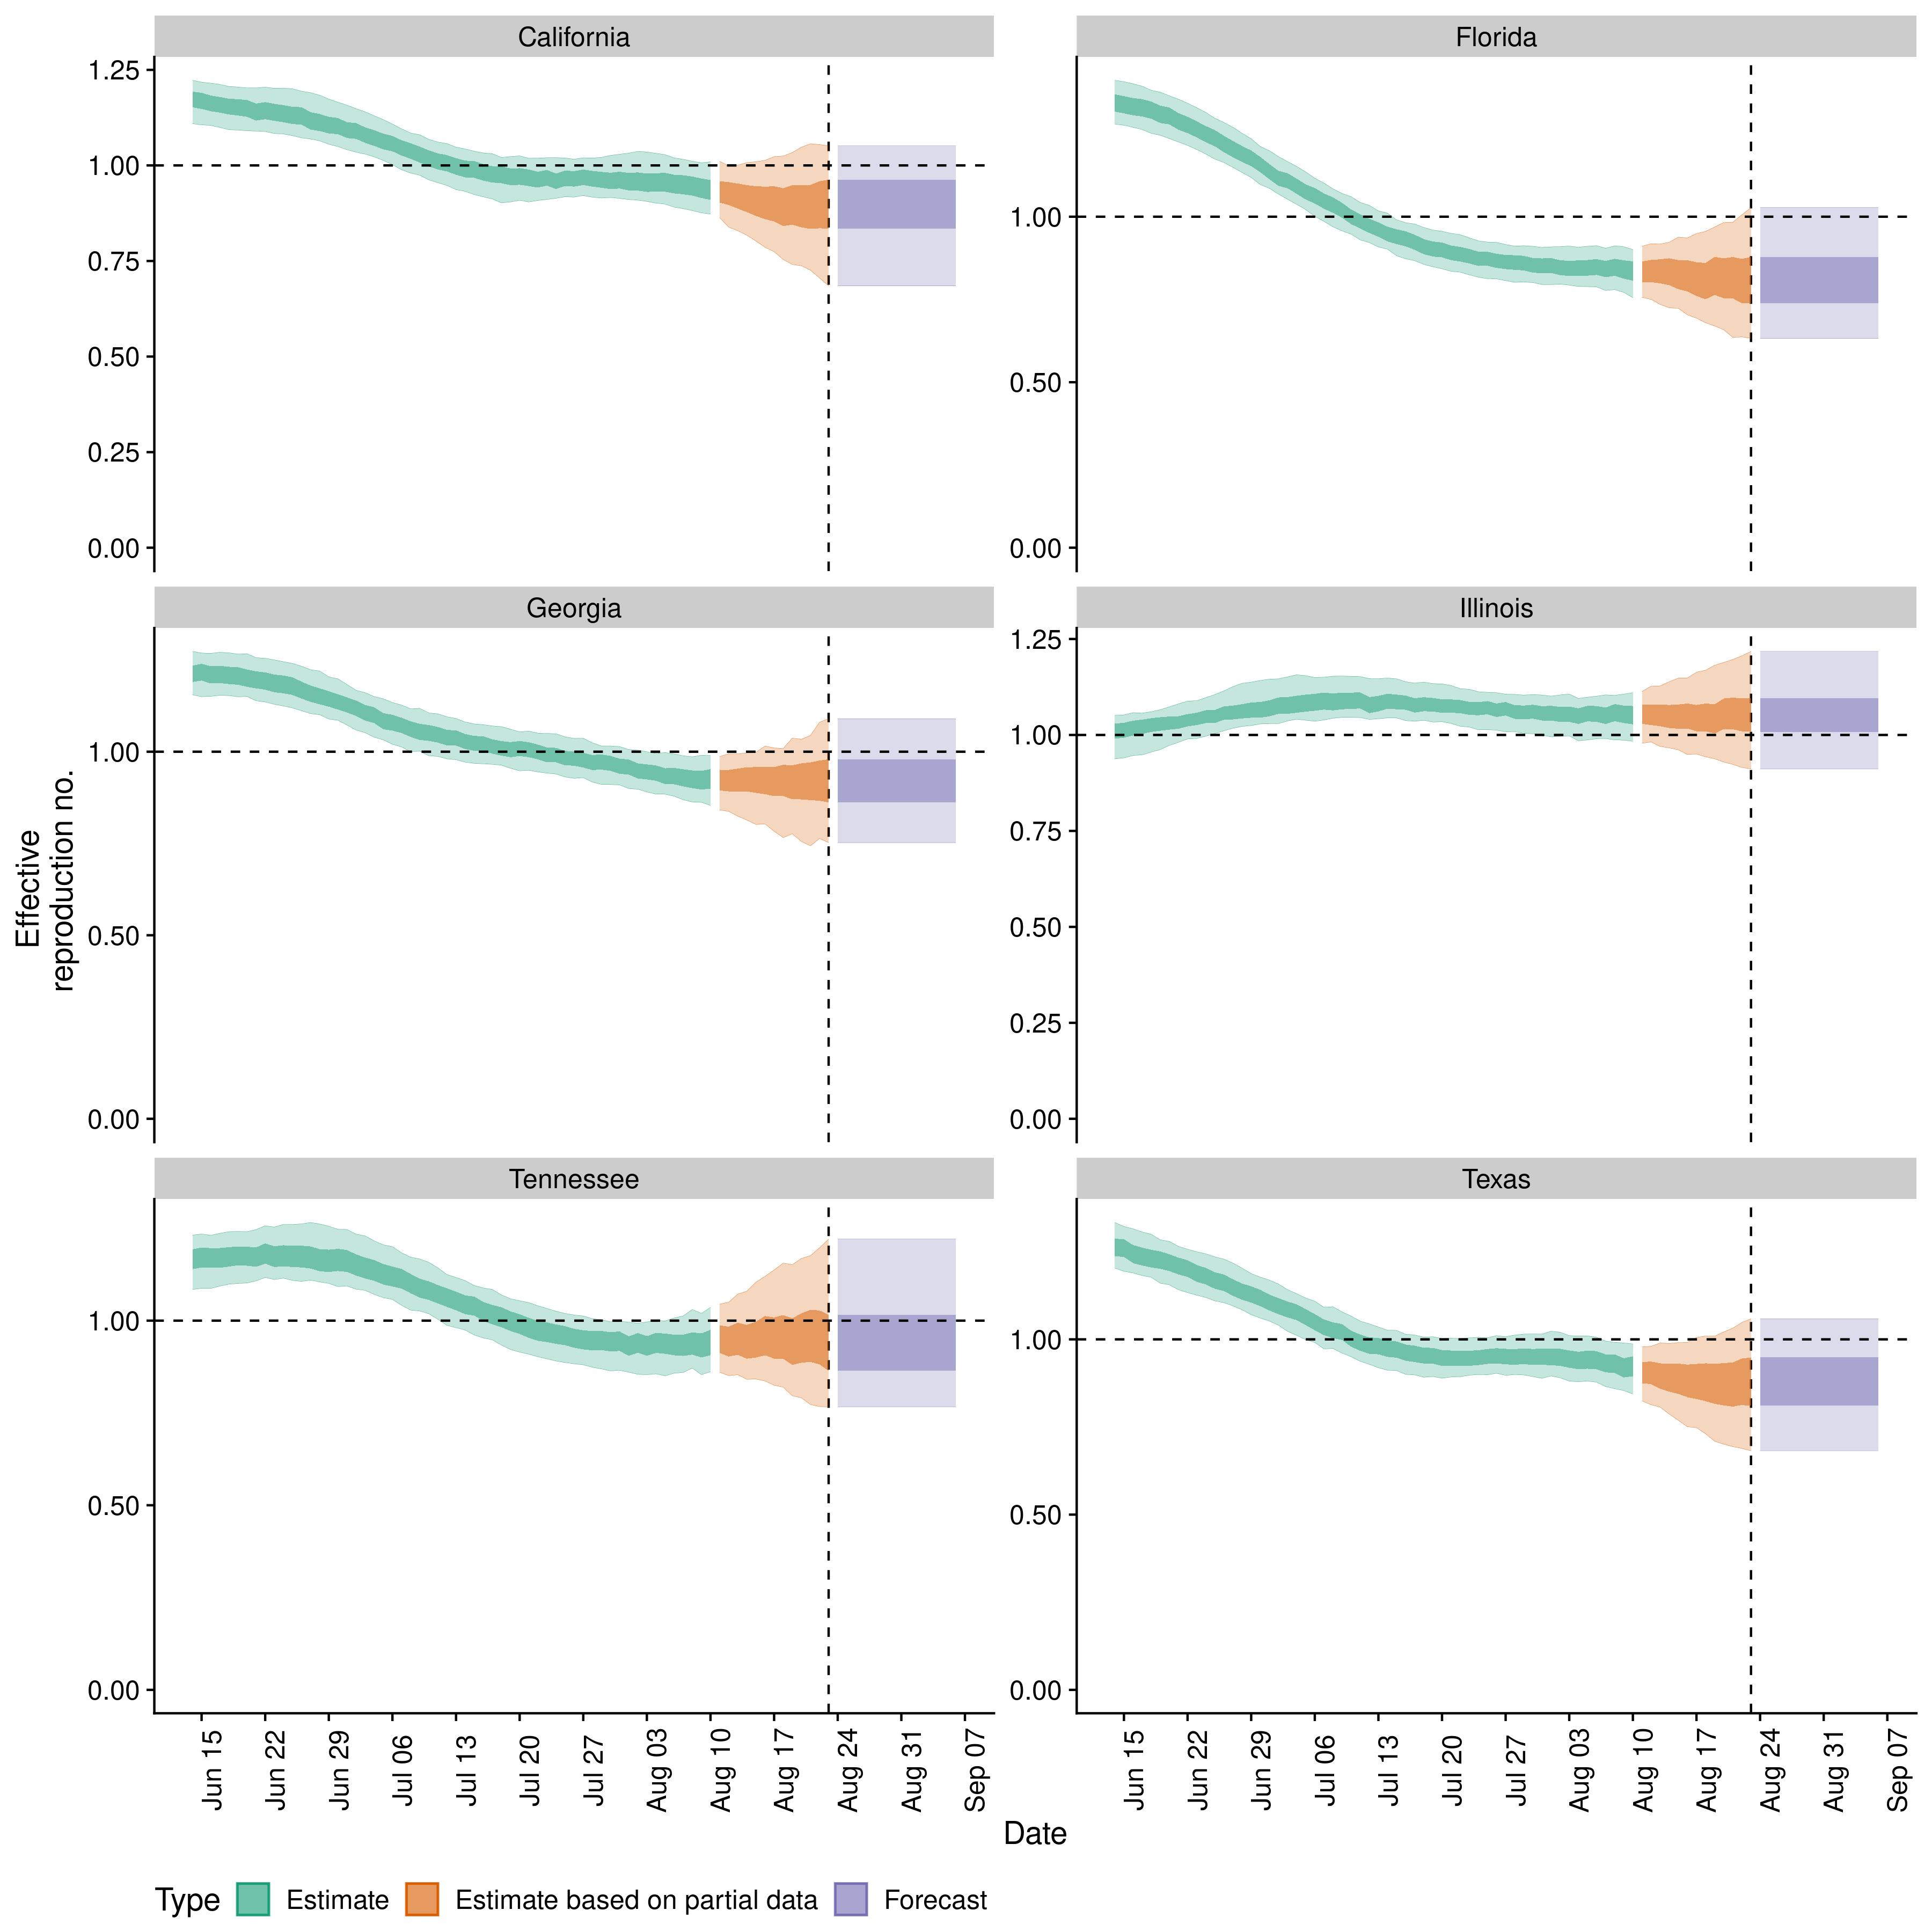 California
Florida
1.25
1.00
0.75
0.50
0.25
0.00
1.00
0.50
0.00
Georgia
Illinois
1.00
0.50
0.00
1.25
1.00
0.75
0.50
0.25
0.00
Effective
reproduction no.
Tennessee
Texas
1.00
0.50
0.00
1.00
0.50
0.00
Jun 15
Jun 22
Jun 29
Jul 06
Jul 13
Jul 20
Jul 27
Aug 03
Aug 10
Aug 17
Aug 24
Aug 31
Sep 07
Jun 15
Jun 22
Jun 29
Jul 06
Jul 13
Jul 20
Jul 27
Aug 03
Aug 10
Aug 17
Aug 24
Aug 31
Sep 07
Date
Type Estimate Estimate based on partial data Forecast